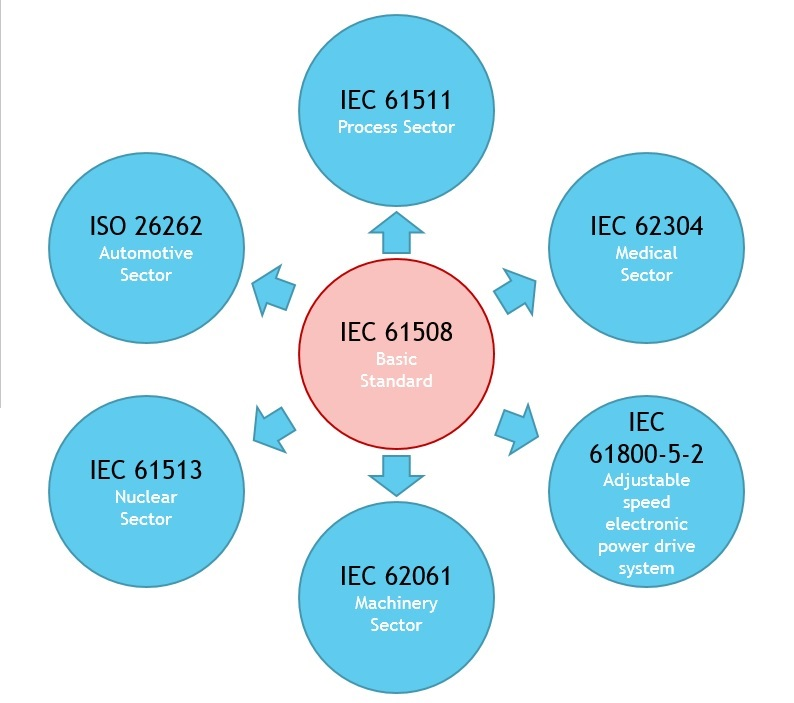 IEC 61511
Process Sector
ISO 26262
Automotive
Sector
IEC 62304
Medical
Sector
IEC 61508
Basic
Standard
IEC 61513
Nuclear
Sector
IEC
61800-5-2
Adjustable
speed
electronic
power drive
system
IEC 62061
Machinery
Sector